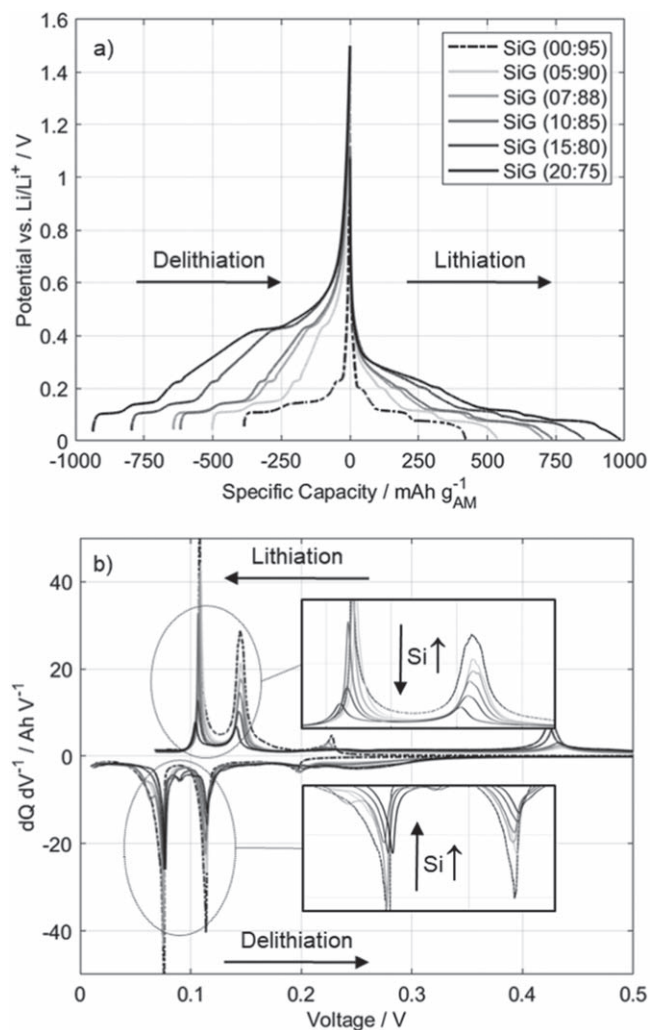 a)
1.6
1.4
1.2
1
0.8
0.6
0.4
0.2
0
Potential vs. Li/Li⁺ / V
SiG (00:95)
SiG (05:90)
SiG (07:88)
SiG (10:85)
SiG (15:80)
SiG (20:75)
Delithiation
Lithiation
-1000 -750 -500 -250 0 250 500 750 1000
Specific Capacity / mAh g⁻¹AM
b)
40
20
0
-20
-40
dQ dV⁻¹ / Ah V⁻¹
Lithiation
Si ↑
Si ↑
Delithiation
0 0.1 0.2 0.3 0.4 0.5
Voltage / V